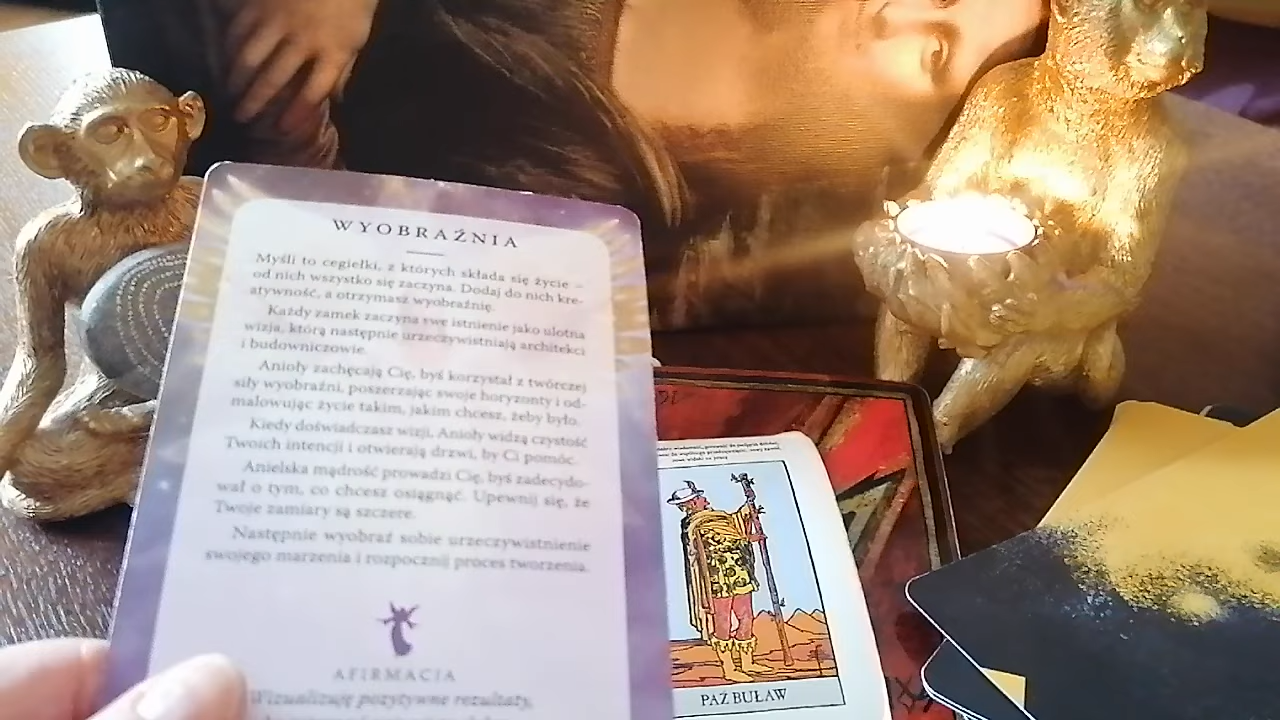 WYOBRAŹNIA
Myśli to cegiełki, z których składa się życie –
od nich wszystko się zaczyna. Dodaj do nich kre-
atywność, a otrzymasz wyobraźnię.
Każdy zamek zaczyna swe istnienie jako ulotna
wizja, którą następnie urzeczywistniają architekci
i budowniczowie.
Anioły zachęcają Cię, byś korzystał z twórczej
siły wyobraźni, poszerzając swoje horyzonty i od-
malowując życie takim, jakim chcesz, żeby było.
Kiedy doświadczasz wizji, Anioły widzą czystość
Twoich intencji i otwierają drzwi, by Ci pomóc.
Anielska mądrość prowadzi Cię, byś zadecydo-
wał o tym, co chcesz osiągnąć. Upewnij się, że
Twoje zamiary są szczere.
Następnie wyobraź sobie urzeczywistnienie
swojego marzenia i rozpocznij proces tworzenia.
AFIRMACJA
Wizualizuję pozytywne rezultaty,
PAŹ BUŁAW